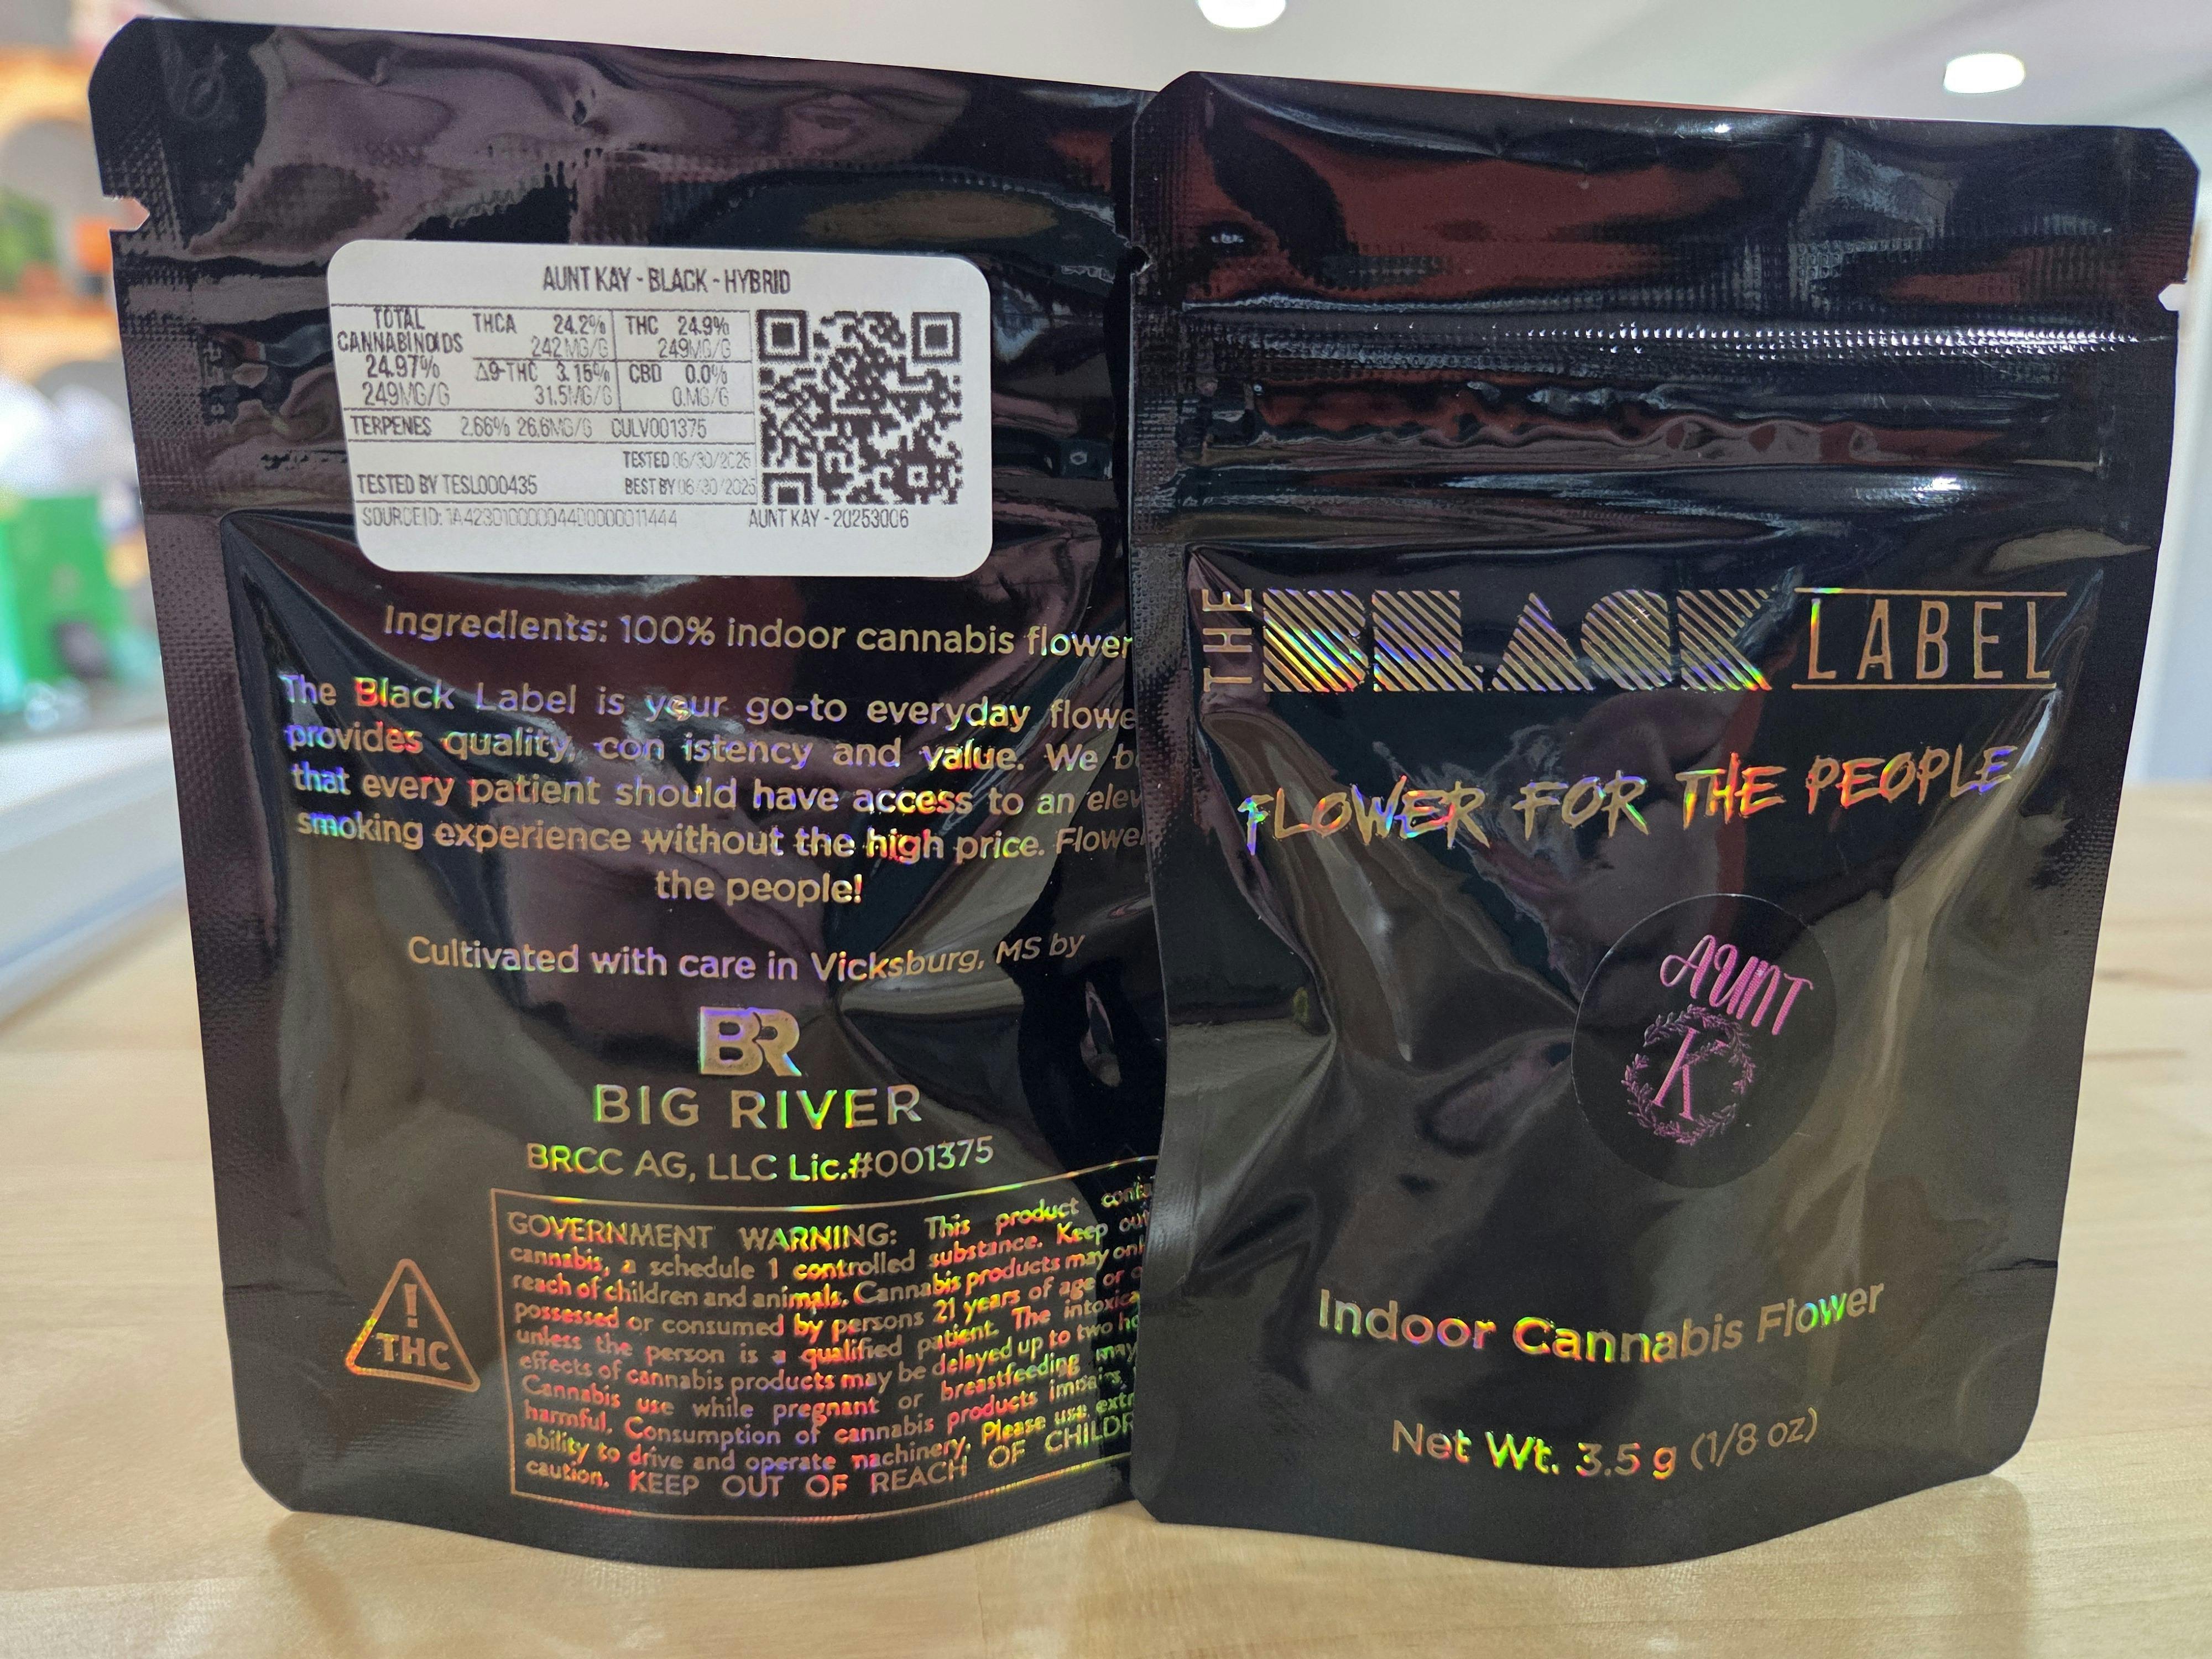 AUNT KAY - BLACK - HYBRID
TOTAL CANNABINOIDS 24.97% 249MG/G
THCA 24.2% 242MG/G
THC 24.9% 249MG/G
Δ9-THC 3.15% 31.5MG/G
CBD 0.0% 0.MG/G
TERPENES 2.66% 26.6MG/G CULV001375
TESTED 06/30/2025
TESTED BY TESL000435 BEST BY 06/30/2025
SOURCEID: AUNT KAY - 20253006
Ingredients: 100% indoor cannabis flower
The Black Label is your go-to everyday flowe
provides quality, con istency and value. We b
that every patient should have access to an elev
smoking experience without the high price. Flower
the people!
Cultivated with care in Vicksburg, MS by
BR
BIG RIVER
BRCC AG, LLC Lic.#001375
GOVERNMENT WARNING: This product conta
cannabis, a schedule 1 controlled substance. Keep out
reach of children and animals. Cannabis products may onl
possessed or consumed by persons 21 years of age or o
unless the person is a qualified patient. The intoxica
effects of cannabis products may be delayed up to two ho
Cannabis use while pregnant or breastfeeding may
harmful. Consumption of cannabis products impairs
ability to drive and operate machinery. Please use extr
caution. KEEP OUT OF REACH OF CHILDR
!
THC
THE BLACK LABEL
FLOWER FOR THE PEOPLE
AUNT
K
Indoor Cannabis Flower
Net Wt. 3.5 g (1/8 oz)